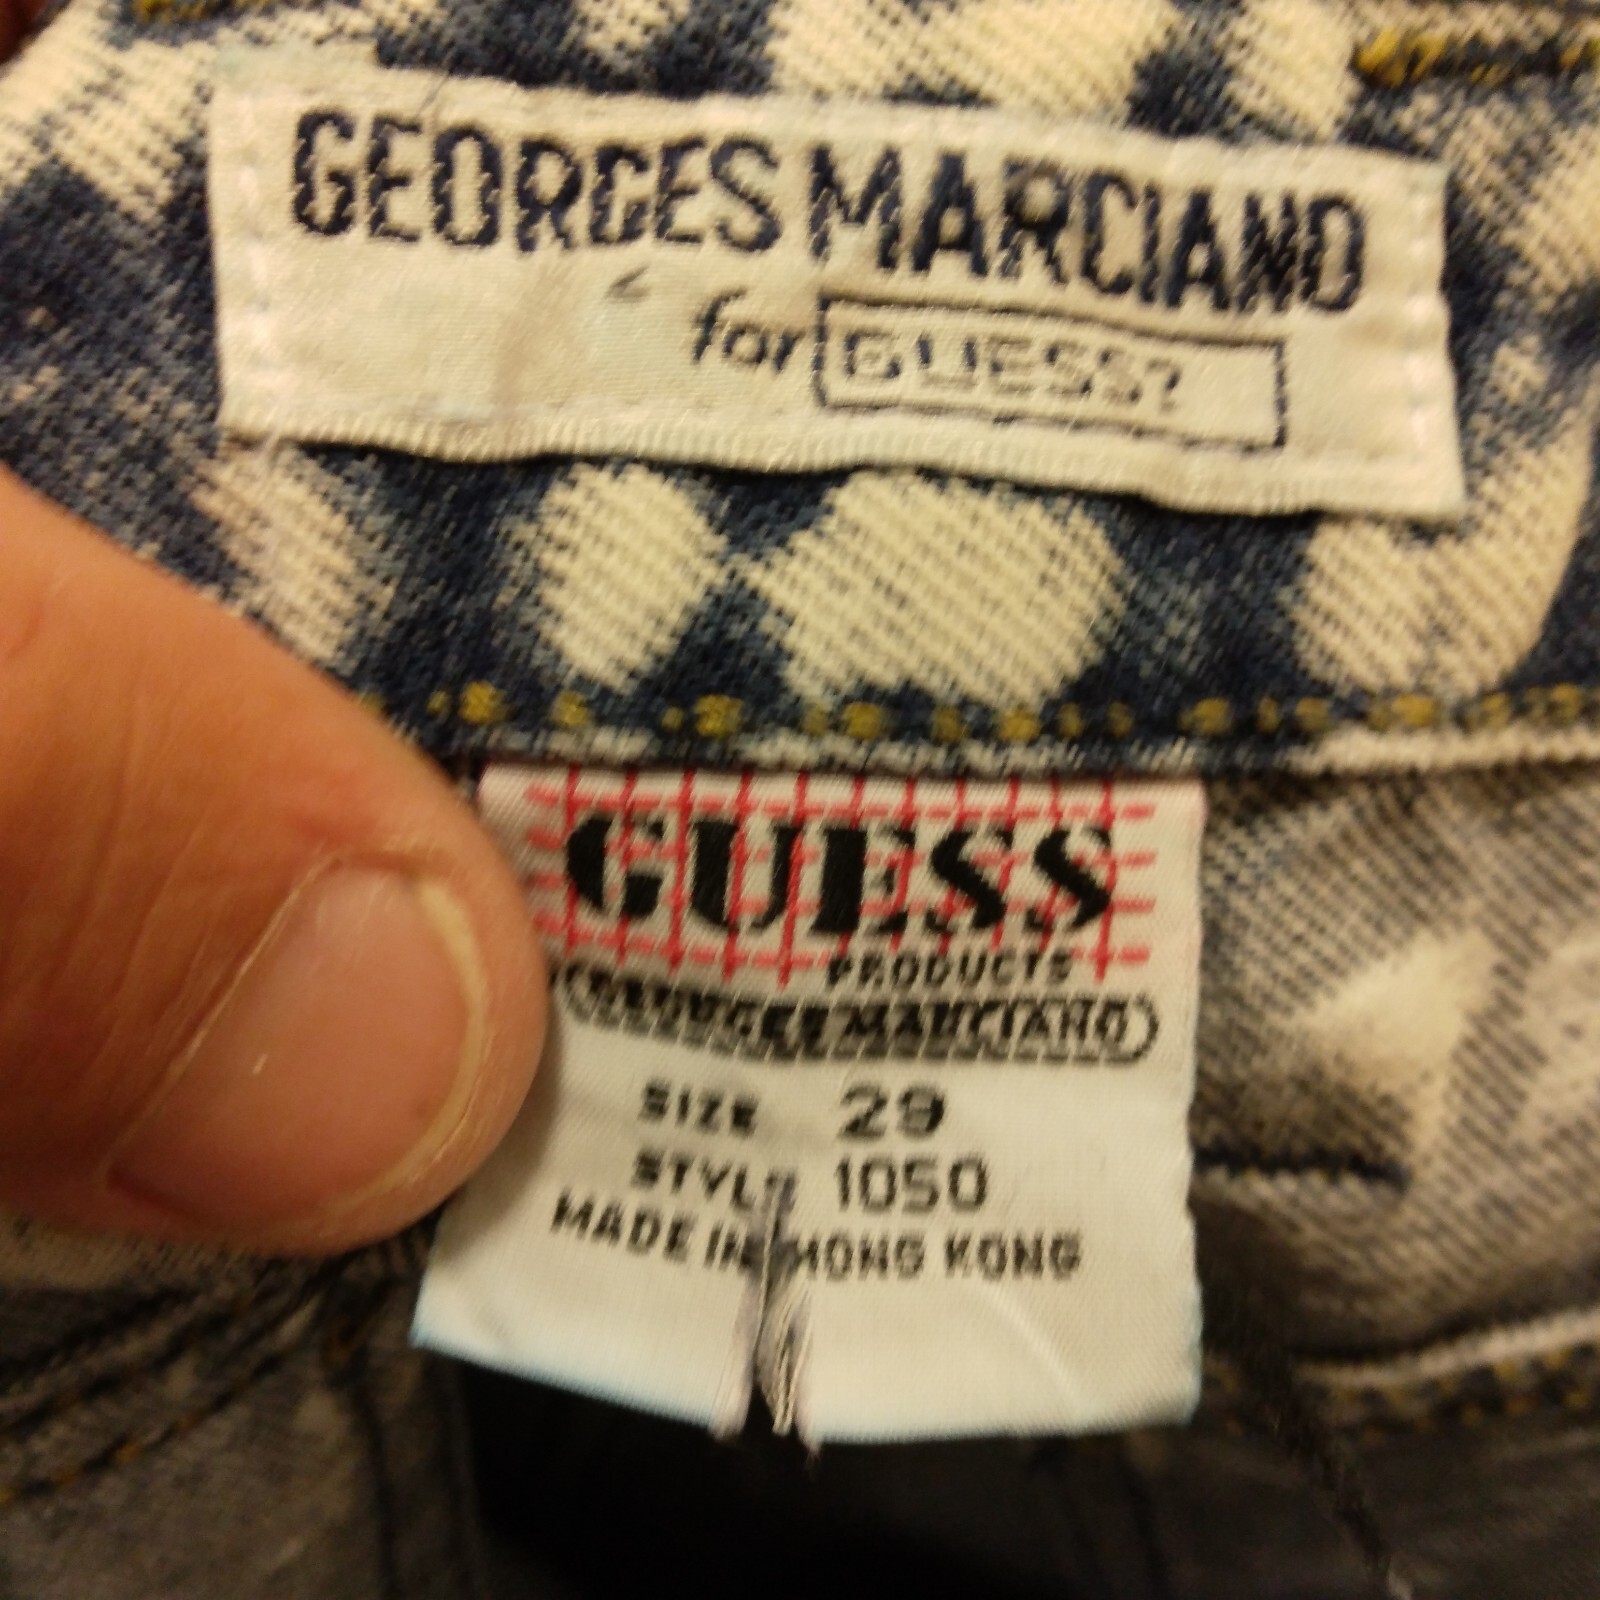 GEORGES MARCIANO
for GUESS?
GUESS
PRODUCTS
GEORGES MARCIANO
SIZE 29
STYLE 1050
MADE IN HONG KONG